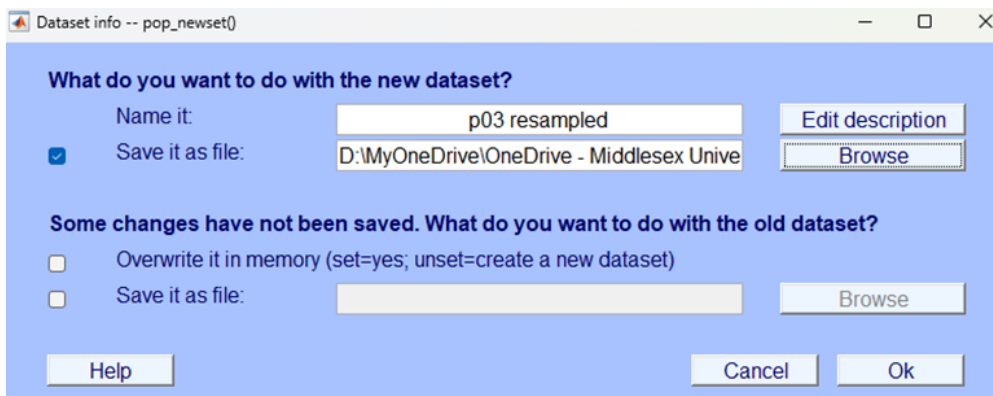 Dataset info -- pop_newset()
What do you want to do with the new dataset?
Name it: p03 resampled Edit description
Save it as file: D:\MyOneDrive\OneDrive - Middlesex Unive Browse
Some changes have not been saved. What do you want to do with the old dataset?
Overwrite it in memory (set=yes; unset=create a new dataset)
Save it as file: Browse
Help Cancel Ok